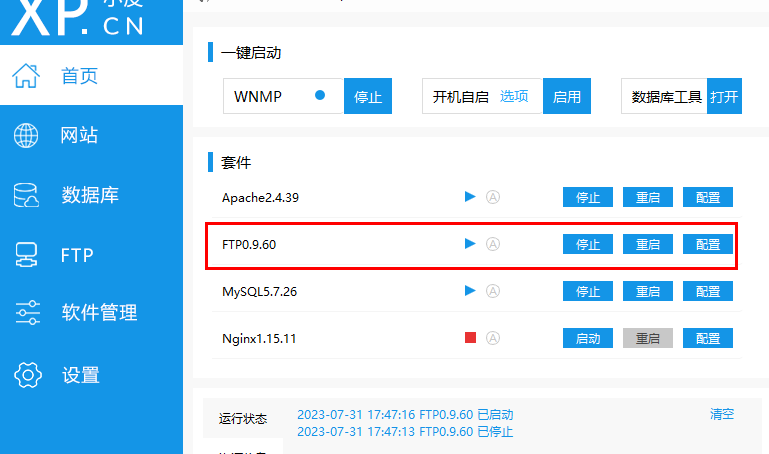 XP.
小皮
CN
首页
网站
数据库
FTP
软件管理
设置
一键启动
WNMP 停止 开机自启 选项 启用 数据库工具 打开
套件
Apache2.4.39 A 停止 重启 配置
FTP0.9.60 A 停止 重启 配置
MySQL5.7.26 A 停止 重启 配置
Nginx1.15.11 A 启动 重启 配置
运行状态
2023-07-31 17:47:16 FTP0.9.60 已启动 清空
2023-07-31 17:47:13 FTP0.9.60 已停止